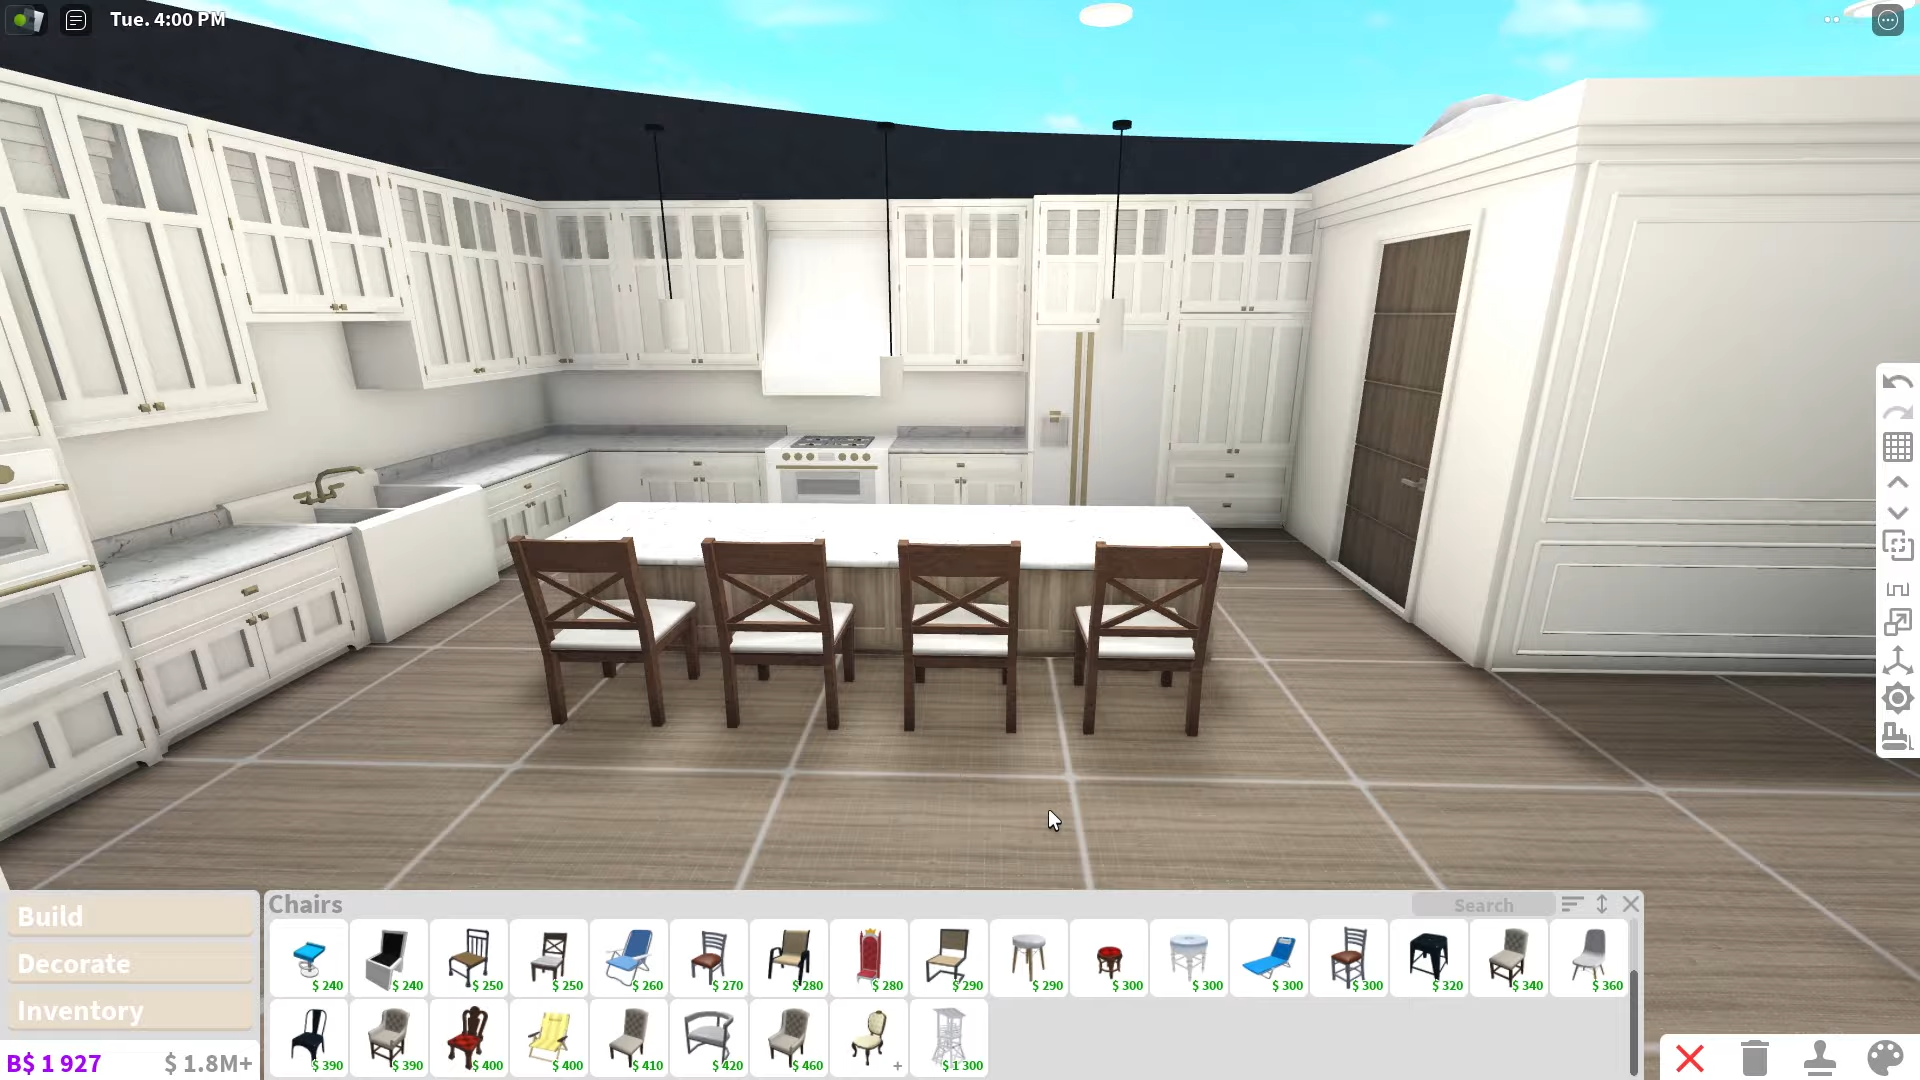 Tue. 4:00 PM
Build
Decorate
Inventory
B$ 1 927
$ 1.8M+
Chairs
Search
$ 240
$ 240
$ 250
$ 250
$ 260
$ 270
$ 280
$ 280
$ 290
$ 290
$ 300
$ 300
$ 300
$ 300
$ 320
$ 340
$ 360
$ 390
$ 390
$ 400
$ 400
$ 410
$ 420
$ 460
+
$ 1 300